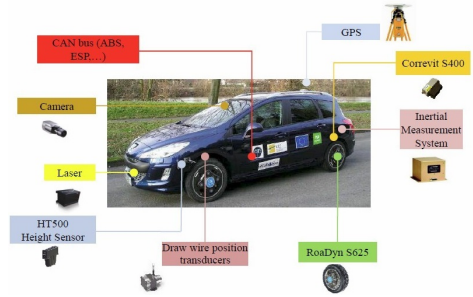 CAN bus (ABS,
ESP,…)
GPS
Correvit S400
Camera
Inertial
Measurement
System
Laser
HT500
Height Sensor
Draw wire position
transducers
RoaDyn S625